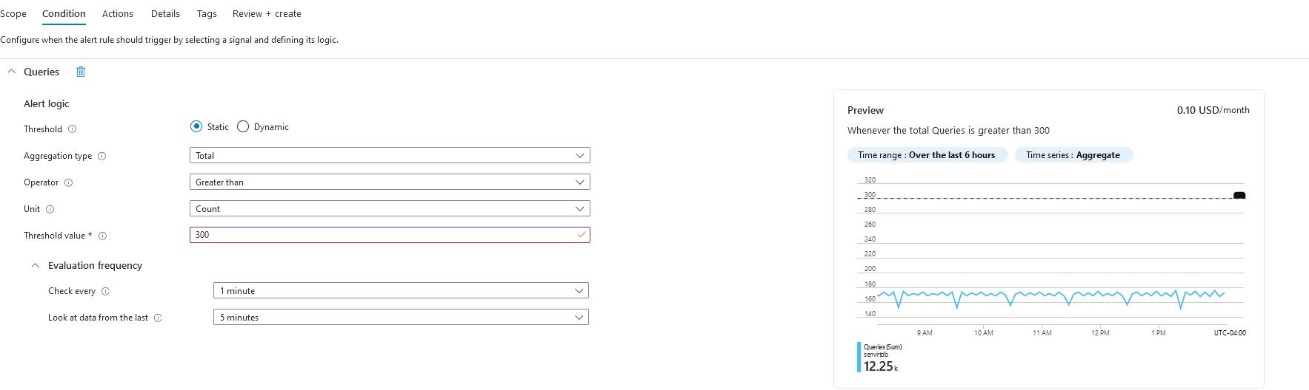 Scope Condition Actions Details Tags Review + create
Configure when the alert rule should trigger by selecting a signal and defining its logic.
Queries
Alert logic
Threshold Static Dynamic
Aggregation type Total
Operator Greater than
Unit Count
Threshold value * 300
Evaluation frequency
Check every 1 minute
Look at data from the last 5 minutes
Preview 0.10 USD/month
Whenever the total Queries is greater than 300
Time range : Over the last 6 hours Time series : Aggregate
320
300
280
260
240
220
200
180
160
140
9 AM 10 AM 11 AM 12 PM 1 PM UTC-04:00
Queries (Sum)
12.25 k